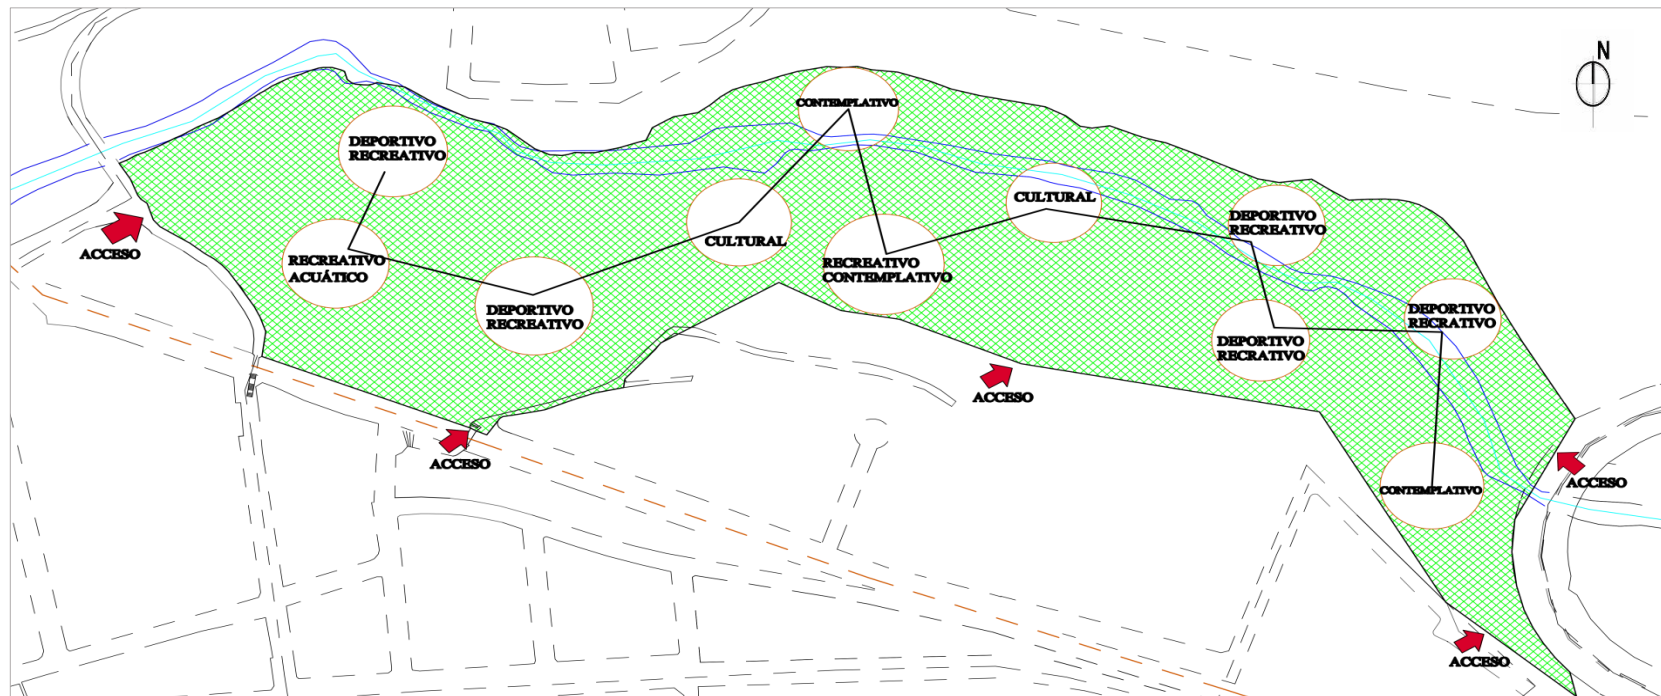 N
CONTEMPLATIVO
DEPORTIVO
RECREATIVO
CULTURAL
DEPORTIVO
RECREATIVO
CULTURAL
ACCESO
RECREATIVO
ACUÁTICO
RECREATIVO
CONTEMPLATIVO
DEPORTIVO
RECREATIVO
DEPORTIVO
RECRATIVO
DEPORTIVO
RECRATIVO
ACCESO
ACCESO
ACCESO
CONTEMPLATIVO
ACCESO
ACCESO